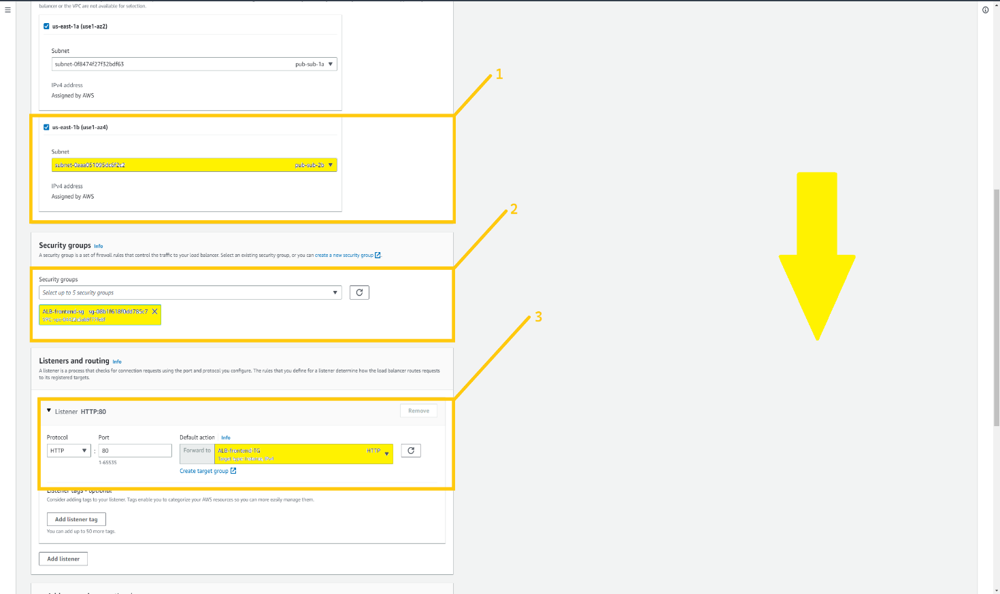 balancer or the VPC are not available for selection.
us-east-1a (use1-az2)
Subnet
subnet-0f8474f27f32bdf63 pub-sub-1a
IPv4 address
Assigned by AWS
1
us-east-1b (use1-az4)
Subnet
subnet-0aaa051095dc6f2c2 pub-sub-2b
IPv4 address
Assigned by AWS
2
Security groups Info
A security group is a set of firewall rules that control the traffic to your load balancer. Select an existing security group, or you can create a new security group.
Security groups
Select up to 5 security groups
ALB-frontend-sg sg-08b1f618f0dd785c7
VPC: vpc-04422c5ab9f77fe8f
3
Listeners and routing Info
A listener is a process that checks for connection requests using the port and protocol you configure. The rules that you define for a listener determine how the load balancer routes requests
to its registered targets.
Listener HTTP:80 Remove
Protocol Port Default action Info
HTTP : 80 Forward to ALB-frontend-TG HTTP
Target type: Instance, IPv4
1-65535
Create target group
Listener tags - optional
Consider adding tags to your listener. Tags enable you to categorize your AWS resources so you can more easily manage them.
Add listener tag
You can add up to 50 more tags.
Add listener